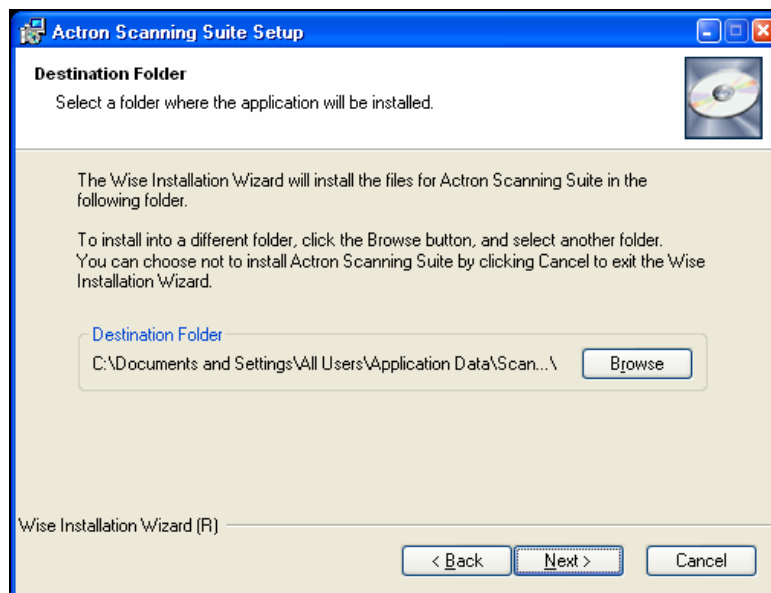 Actron Scanning Suite Setup
Destination Folder
Select a folder where the application will be installed.
The Wise Installation Wizard will install the files for Actron Scanning Suite in the
following folder.
To install into a different folder, click the Browse button, and select another folder.
You can choose not to install Actron Scanning Suite by clicking Cancel to exit the Wise
Installation Wizard.
Destination Folder
C:\Documents and Settings\All Users\Application Data\Scan...\ Browse
Wise Installation Wizard (R)
< Back Next > Cancel